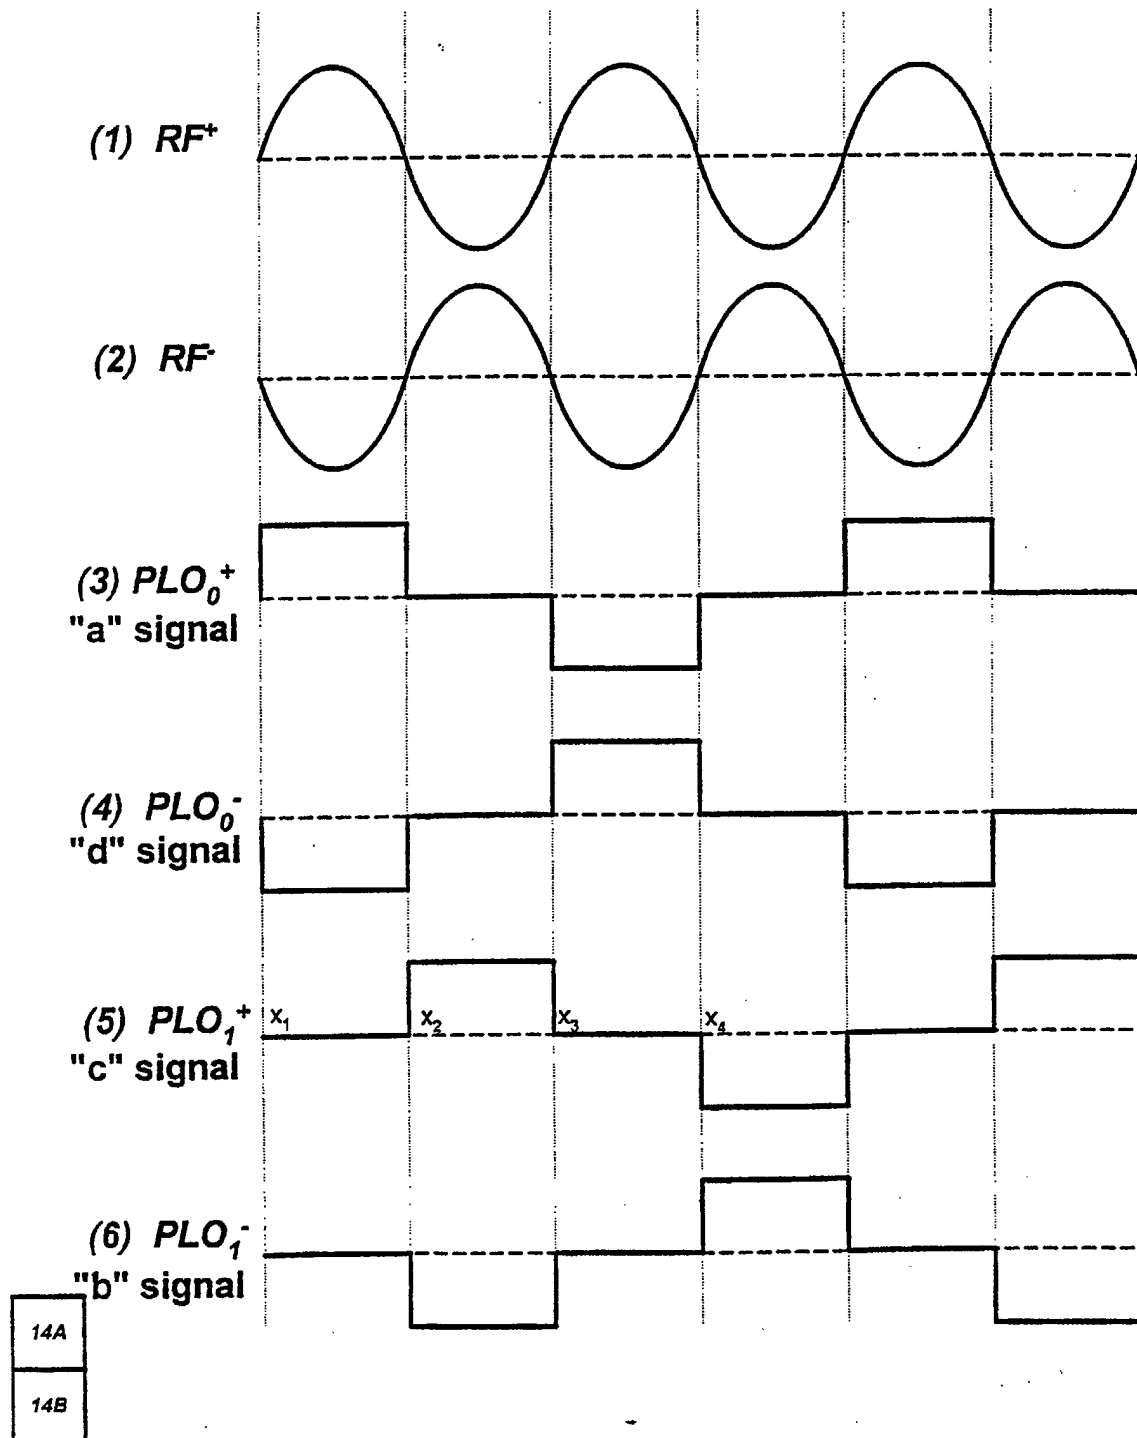 (1) RF⁺
(2) RF⁻
(3) PLO₀⁺
"a" signal
(4) PLO₀⁻
"d" signal
(5) PLO₁⁺
"c" signal
x₁ x₂ x₃ x₄
(6) PLO₁⁻
"b" signal
14A
14B